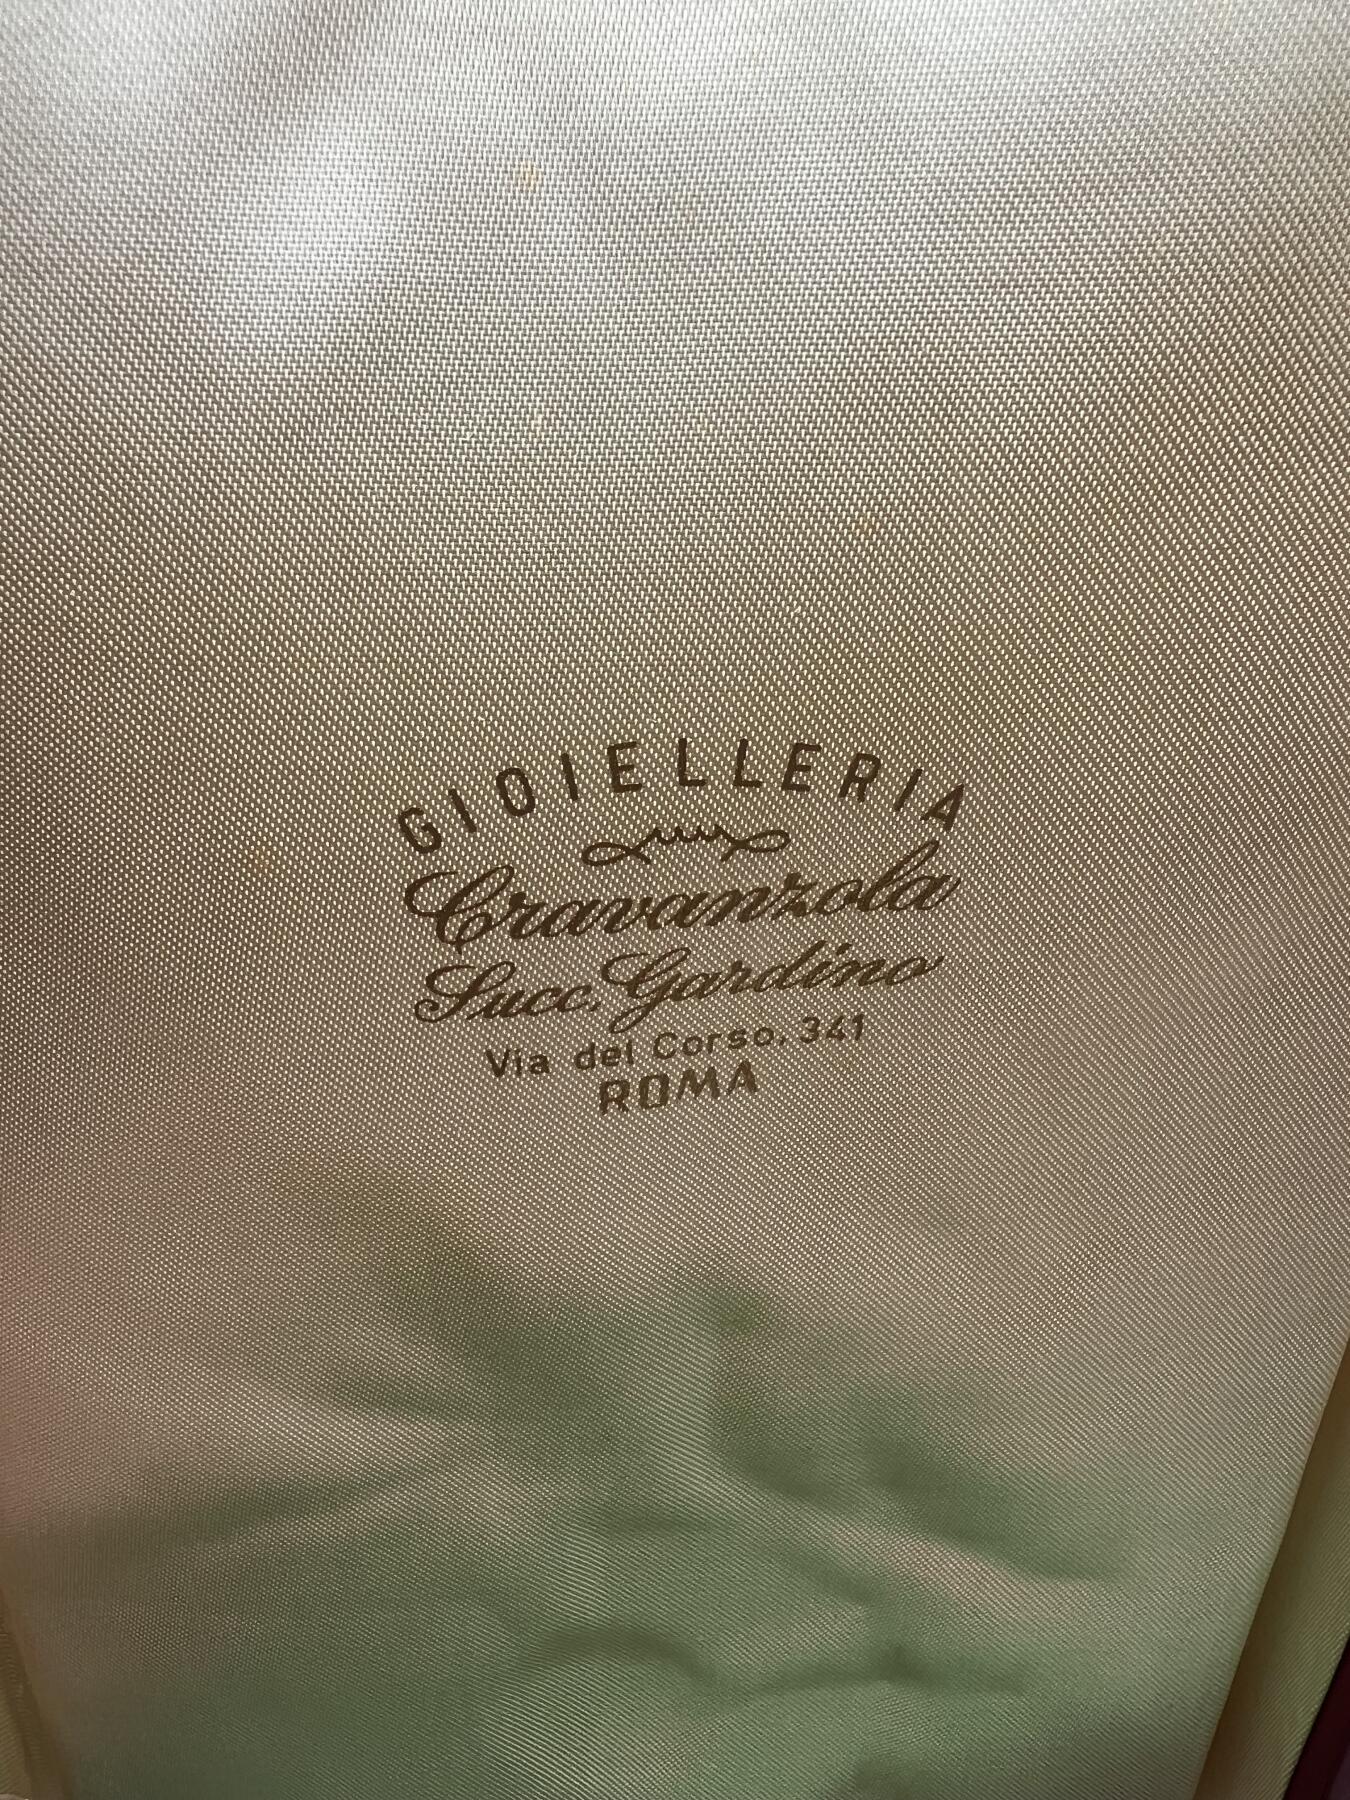 GIOIELLERIA
Cravanzola
Succ. Gardino
Via del Corso, 341
ROMA